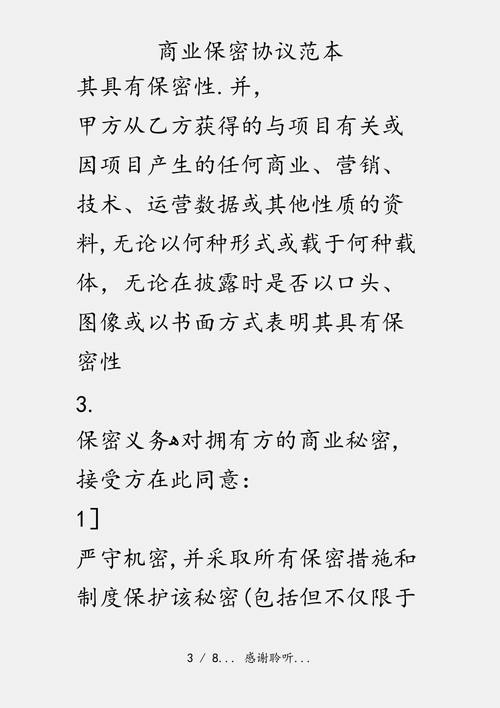 商业保密协议范本
其具有保密性.并,
甲方从乙方获得的与项目有关或
因项目产生的任何商业、营销、
技术、运营数据或其他性质的资
料,无论以何种形式或载于何种载
体, 无论在披露时是否以口头、
图像或以书面方式表明其具有保
密性
3.
保密义务ﻪ对拥有方的商业秘密,
接受方在此同意:
1]
严守机密,并采取所有保密措施和
制度保护该秘密(包括但不仅限于
3 / 8... 感谢聆听...